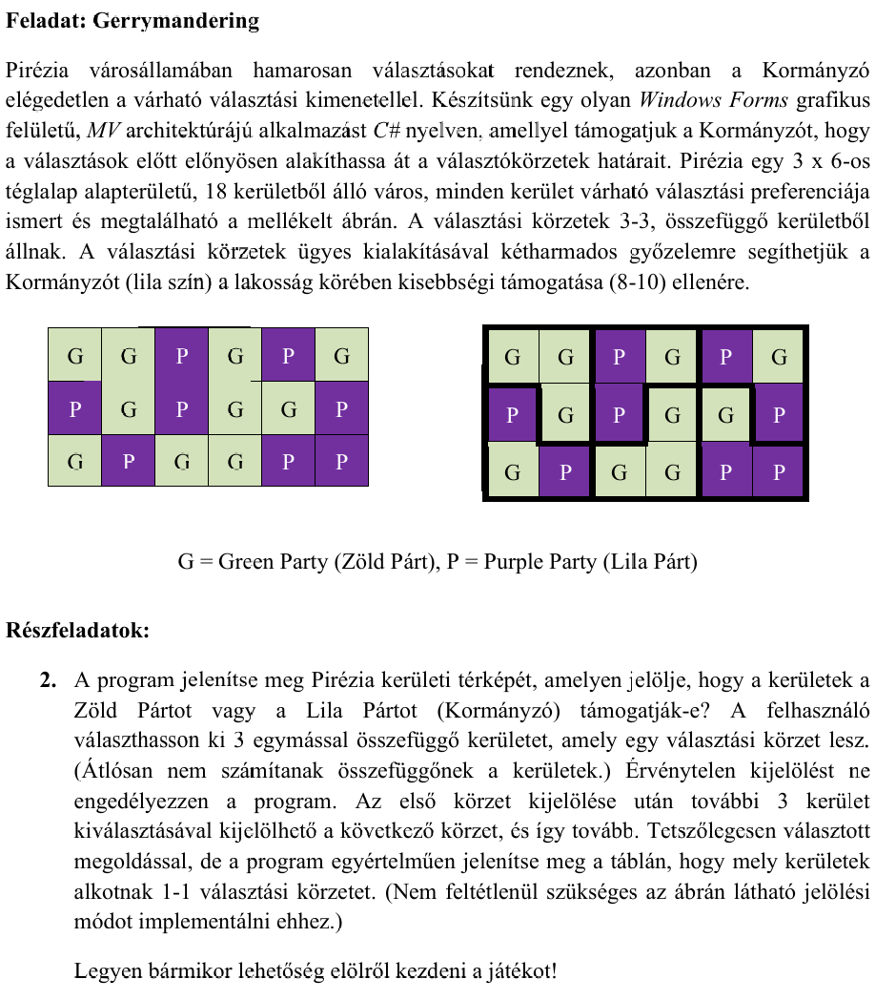 Feladat: Gerrymandering
Pirézia városállamában hamarosan választásokat rendeznek, azonban a Kormányzó
elégedetlen a várható választási kimenetellel. Készítsünk egy olyan Windows Forms grafikus
felületű, MV architektúrájú alkalmazást C# nyelven, amellyel támogatjuk a Kormányzót, hogy
a választások előtt előnyösen alakíthassa át a választókörzetek határait. Pirézia egy 3 x 6-os
téglalap alapterületű, 18 kerületből álló város, minden kerület várható választási preferenciája
ismert és megtalálható a mellékelt ábrán. A választási körzetek 3-3, összefüggő kerületből
állnak. A választási körzetek ügyes kialakításával kétharmados győzelemre segíthetjük a
Kormányzót (lila szín) a lakosság körében kisebbségi támogatása (8-10) ellenére.
G G P G P G
P G P G G P
G P G G P P
G G P G P G
P G P G G P
G P G G P P
G = Green Party (Zöld Párt), P = Purple Party (Lila Párt)
Részfeladatok:
2. A program jelenítse meg Pirézia kerületi térképét, amelyen jelölje, hogy a kerületek a
Zöld Pártot vagy a Lila Pártot (Kormányzó) támogatják-e? A felhasználó
választhasson ki 3 egymással összefüggő kerületet, amely egy választási körzet lesz.
(Átlósan nem számítanak összefüggőnek a kerületek.) Érvénytelen kijelölést ne
engedélyezzen a program. Az első körzet kijelölése után további 3 kerület
kiválasztásával kijelölhető a következő körzet, és így tovább. Tetszőlegesen választott
megoldással, de a program egyértelműen jelenítse meg a táblán, hogy mely kerületek
alkotnak 1-1 választási körzetet. (Nem feltétlenül szükséges az ábrán látható jelölési
módot implementálni ehhez.)
Legyen bármikor lehetőség elölről kezdeni a játékot!